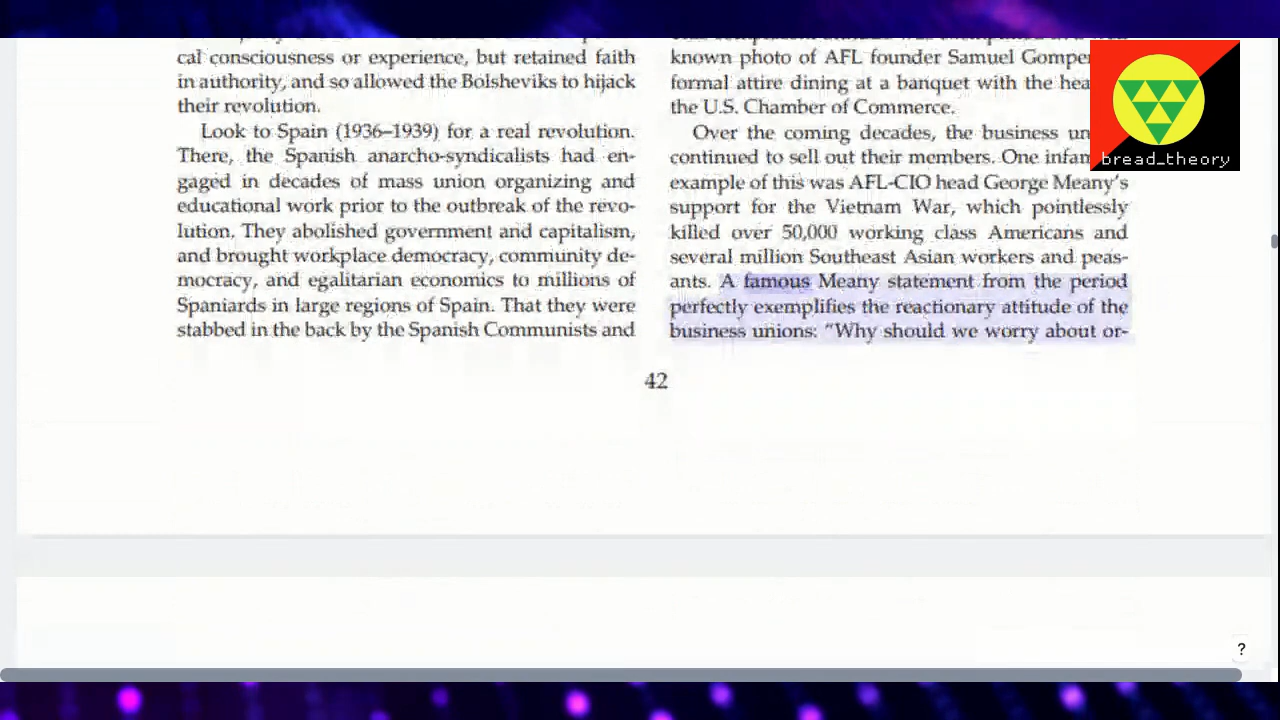 cal consciousness or experience, but retained faith
in authority, and so allowed the Bolsheviks to hijack
their revolution.
Look to Spain (1936–1939) for a real revolution.
There, the Spanish anarcho-syndicalists had en-
gaged in decades of mass union organizing and
educational work prior to the outbreak of the revo-
lution. They abolished government and capitalism,
and brought workplace democracy, community de-
mocracy, and egalitarian economics to millions of
Spaniards in large regions of Spain. That they were
stabbed in the back by the Spanish Communists and
known photo of AFL founder Samuel Gomper
formal attire dining at a banquet with the hea
the U.S. Chamber of Commerce.
Over the coming decades, the business un
continued to sell out their members. One infam
example of this was AFL-CIO head George Meany's
support for the Vietnam War, which pointlessly
killed over 50,000 working class Americans and
several million Southeast Asian workers and peas-
ants. A famous Meany statement from the period
perfectly exemplifies the reactionary attitude of the
business unions: "Why should we worry about or-
42
bread_theory
?